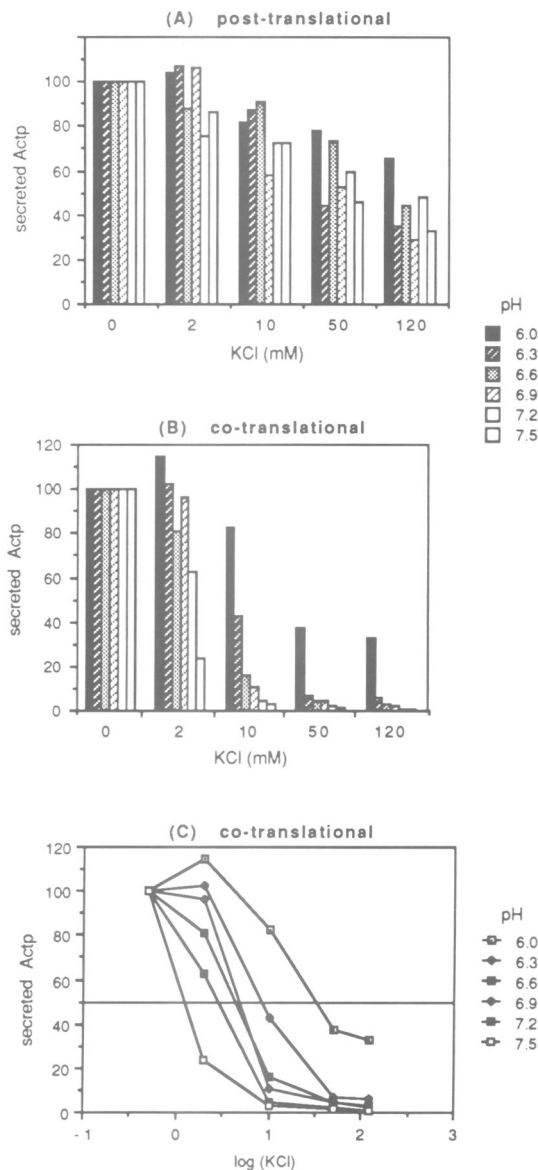 (A) post-translational
secreted Actp
100
80
60
40
20
0
0 2 10 50 120
KCl (mM)
pH
6.0
6.3
6.6
6.9
7.2
7.5
(B) co-translational
secreted Actp
120
100
80
60
40
20
0
0 2 10 50 120
KCl (mM)
(C) co-translational
secreted Actp
120
100
80
60
40
20
0
-1 0 1 2 3
log (KCl)
pH
6.0
6.3
6.6
6.9
7.2
7.5